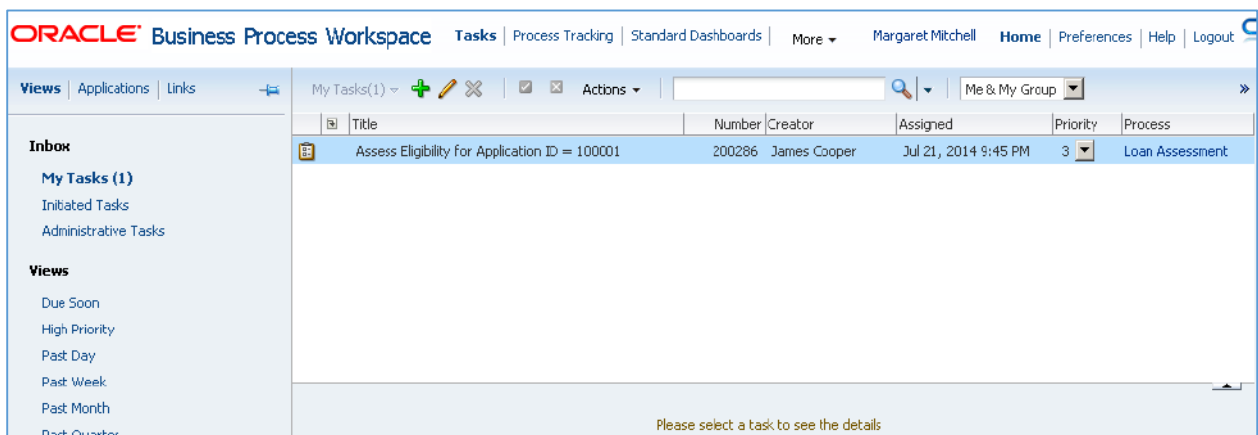 ORACLE Business Process Workspace Tasks | Process Tracking | Standard Dashboards | More Margaret Mitchell Home | Preferences | Help | Logout
Views | Applications | Links My Tasks(1) Actions Me & My Group »
Title Number Creator Assigned Priority Process
Inbox Assess Eligibility for Application ID = 100001 200286 James Cooper Jul 21, 2014 9:45 PM 3 Loan Assessment
My Tasks (1)
Initiated Tasks
Administrative Tasks
Views
Due Soon
High Priority
Past Day
Past Week
Past Month
Past Quarter Please select a task to see the details